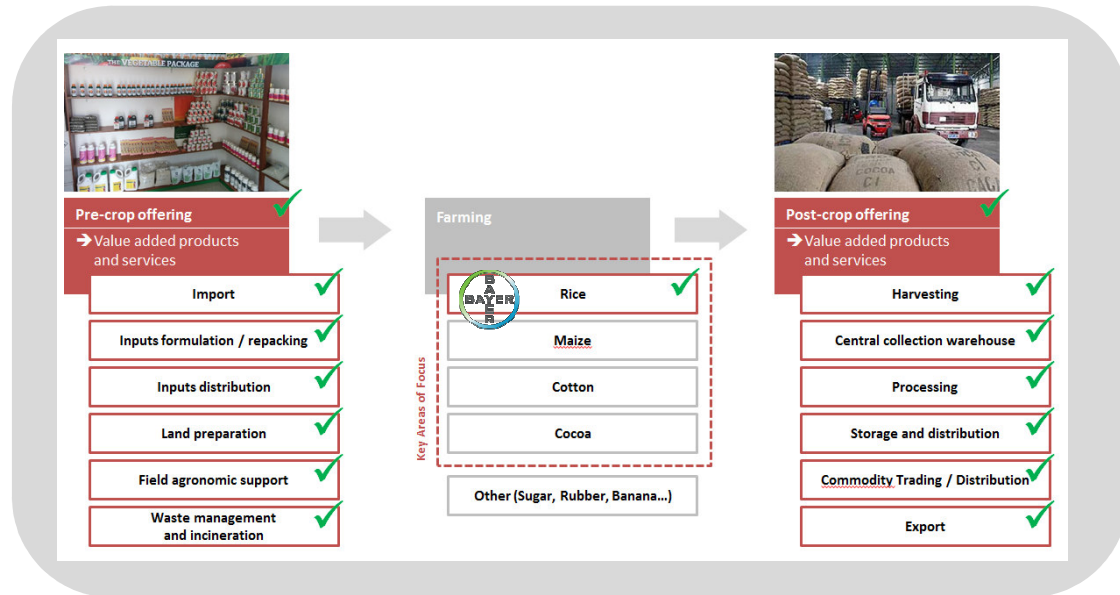 THE VEGETABLE PACKAGE
Pre-crop offering
➔ Value added products
and services
Import
Inputs formulation / repacking
Inputs distribution
Land preparation
Field agronomic support
Waste management
and incineration
Farming
Key Areas of Focus
BAYER
BAYER
Rice
Maize
Cotton
Cocoa
Other (Sugar, Rubber, Banana...)
COCOA
CI
Post-crop offering
➔ Value added products
and services
Harvesting
Central collection warehouse
Processing
Storage and distribution
Commodity Trading / Distribution
Export